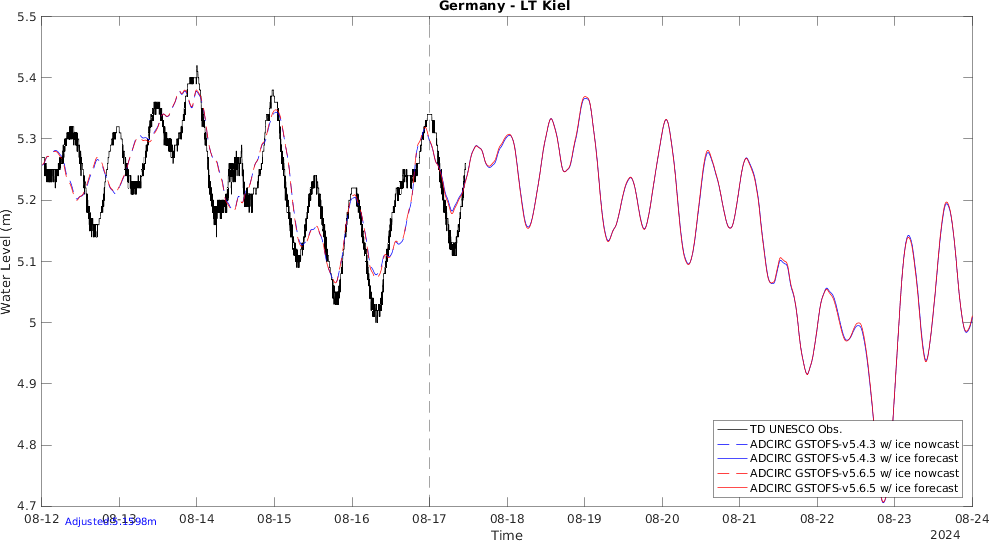 Germany - LT Kiel
5.5
5.4
5.3
5.2
5.1
5
4.9
4.8
4.7
Water Level (m)
TD UNESCO Obs.
ADCIRC GSTOFS-v5.4.3 w/ ice nowcast
ADCIRC GSTOFS-v5.4.3 w/ ice forecast
ADCIRC GSTOFS-v5.6.5 w/ ice nowcast
ADCIRC GSTOFS-v5.6.5 w/ ice forecast
08-12 08-13 08-14 08-15 08-16 08-17 08-18 08-19 08-20 08-21 08-22 08-23 08-24
Adjusted:5.1598m
Time
2024